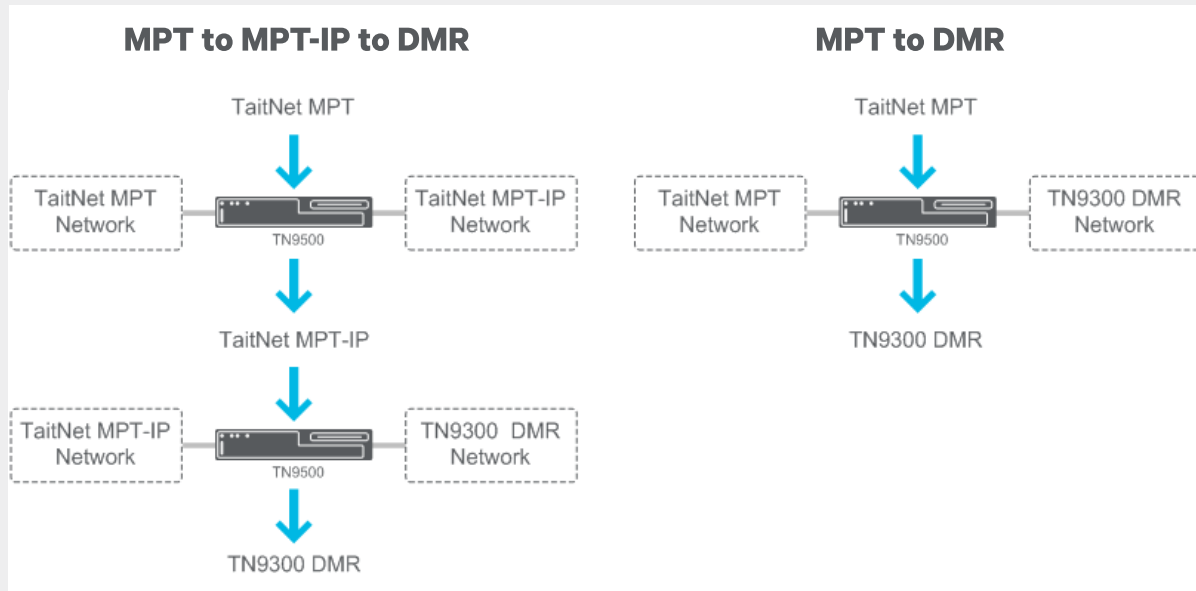 MPT to MPT-IP to DMR
TaitNet MPT
TaitNet MPT
Network
TN9500
TaitNet MPT-IP
Network
TaitNet MPT-IP
TaitNet MPT-IP
Network
TN9500
TN9300 DMR
Network
TN9300 DMR
MPT to DMR
TaitNet MPT
TaitNet MPT
Network
TN9500
TN9300 DMR
Network
TN9300 DMR